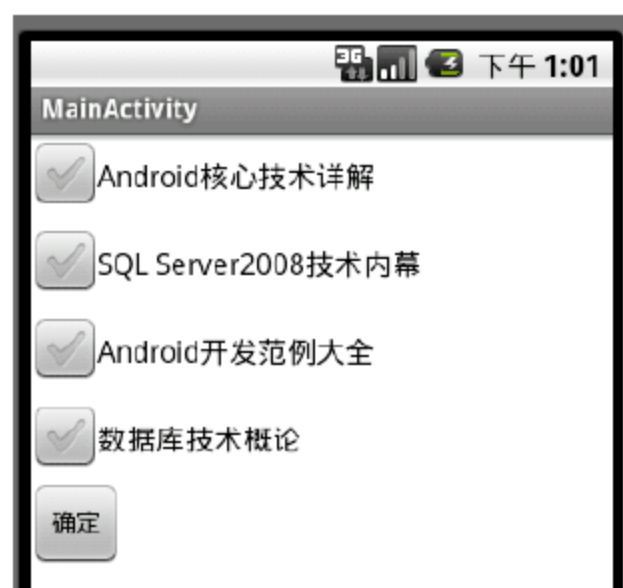 3G 下午 1:01
MainActivity
Android核心技术详解
SQL Server2008技术内幕
Android开发范例大全
数据库技术概论
确定